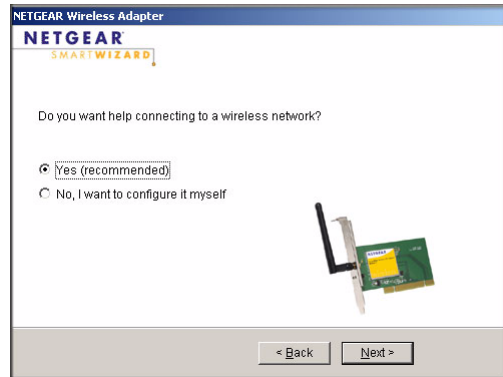 NETGEAR Wireless Adapter
NETGEAR
SMARTWIZARD
Do you want help connecting to a wireless network?
Yes (recommended)
No, I want to configure it myself
NETGEAR
< Back
Next >